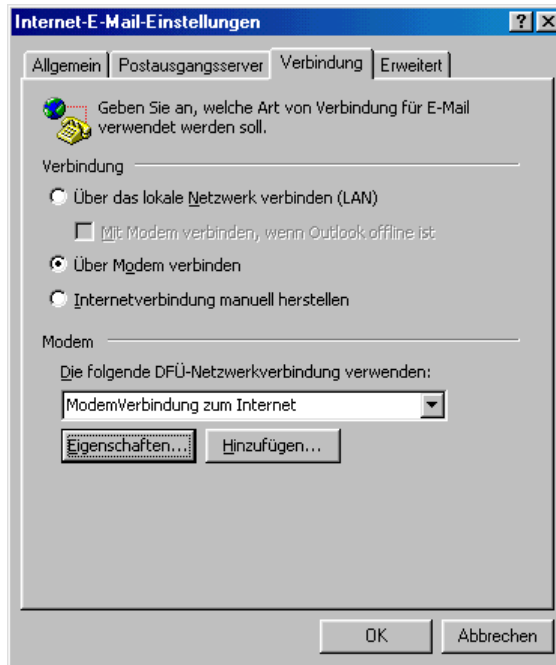 Internet-E-Mail-Einstellungen
Allgemein Postausgangsserver Verbindung Erweitert
Geben Sie an, welche Art von Verbindung für E-Mail
verwendet werden soll.
Verbindung
Über das lokale Netzwerk verbinden (LAN)
Mit Modem verbinden, wenn Outlook offline ist
Über Modem verbinden
Internetverbindung manuell herstellen
Modem
Die folgende DFÜ-Netzwerkverbindung verwenden:
ModemVerbindung zum Internet
Eigenschaften... Hinzufügen...
OK Abbrechen